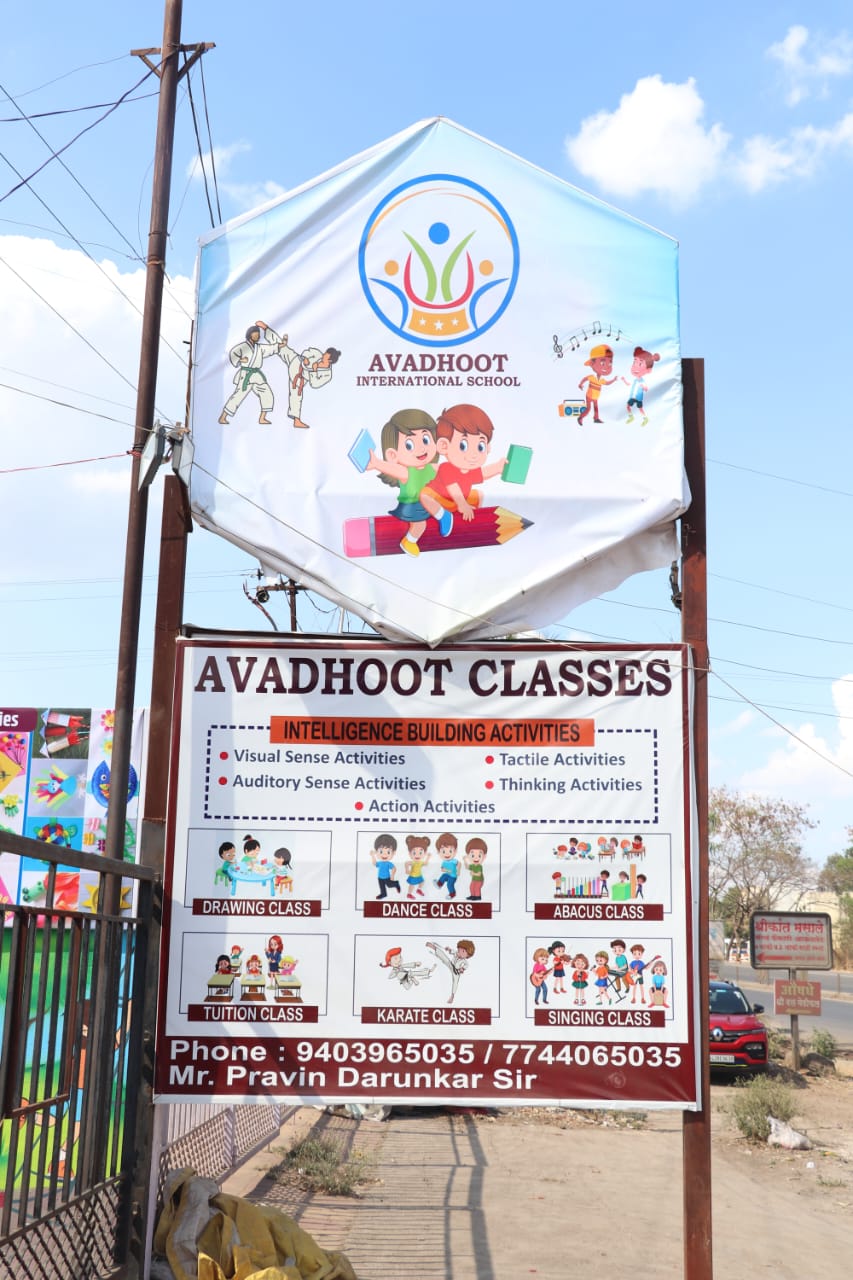 AVADHOOT
INTERNATIONAL SCHOOL
AVADHOOT CLASSES
INTELLIGENCE BUILDING ACTIVITIES
• Visual Sense Activities
• Tactile Activities
• Auditory Sense Activities
• Thinking Activities
• Action Activities
DRAWING CLASS
DANCE CLASS
ABACUS CLASS
TUITION CLASS
KARATE CLASS
SINGING CLASS
Phone : 9403965035 / 7744065035
Mr. Pravin Darunkar Sir
ies
श्रीकांत मसाले
औषधे